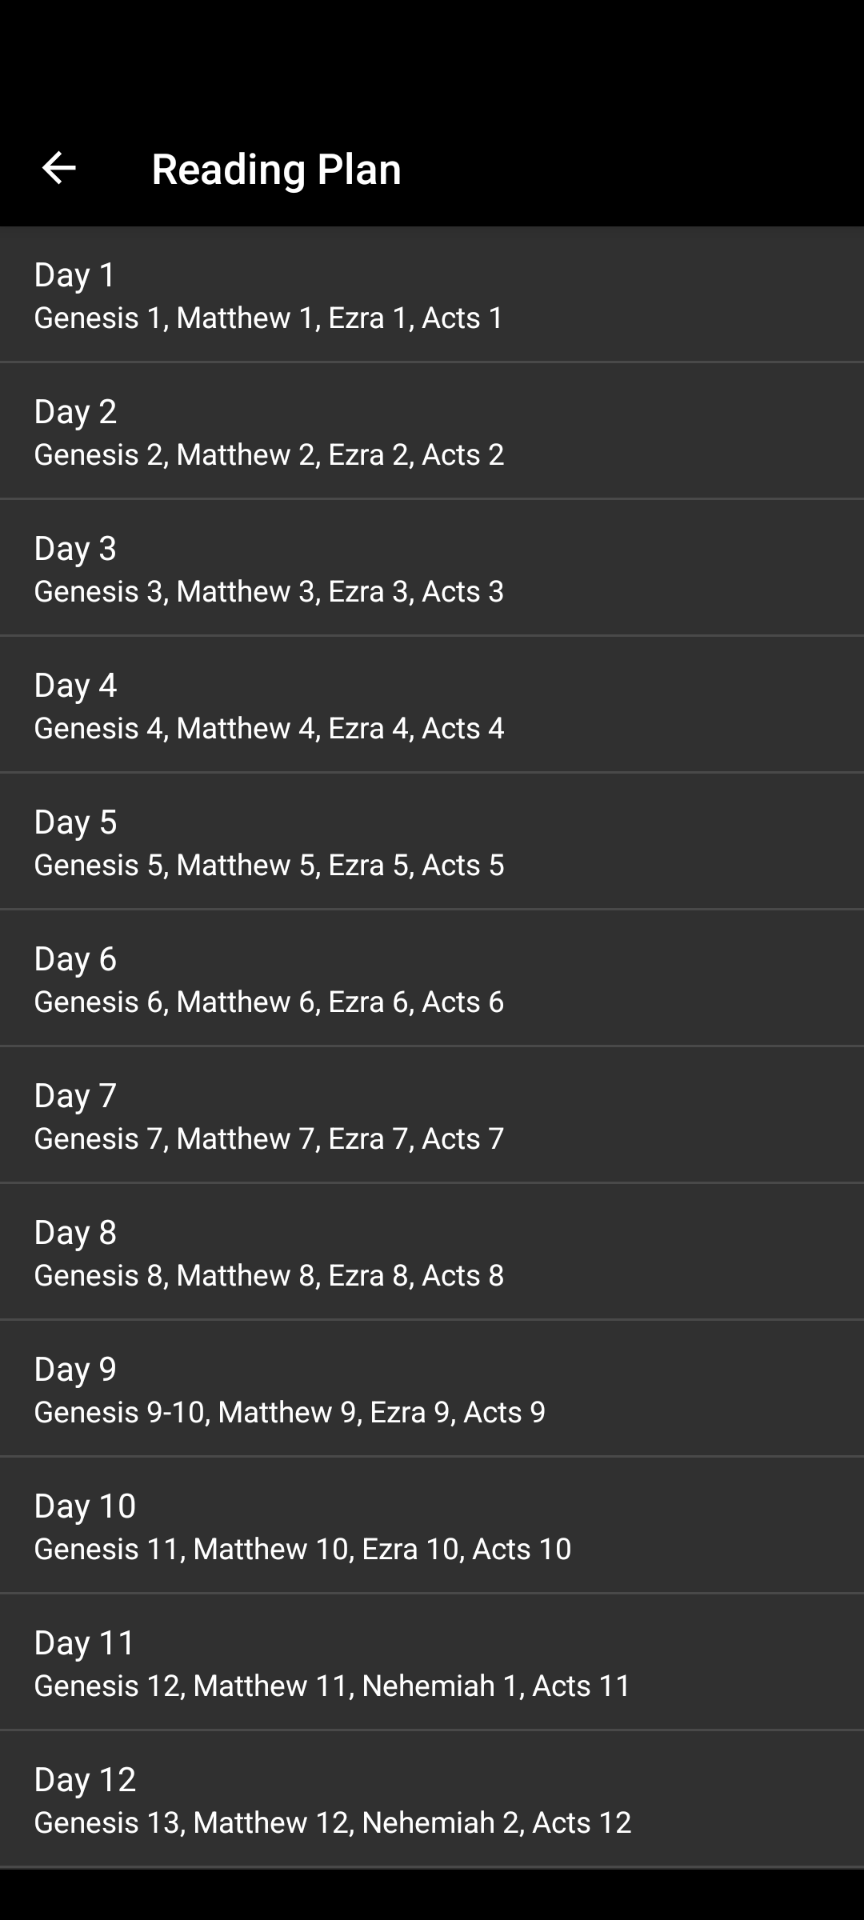 Reading Plan
Day 1
Genesis 1, Matthew 1, Ezra 1, Acts 1
Day 2
Genesis 2, Matthew 2, Ezra 2, Acts 2
Day 3
Genesis 3, Matthew 3, Ezra 3, Acts 3
Day 4
Genesis 4, Matthew 4, Ezra 4, Acts 4
Day 5
Genesis 5, Matthew 5, Ezra 5, Acts 5
Day 6
Genesis 6, Matthew 6, Ezra 6, Acts 6
Day 7
Genesis 7, Matthew 7, Ezra 7, Acts 7
Day 8
Genesis 8, Matthew 8, Ezra 8, Acts 8
Day 9
Genesis 9-10, Matthew 9, Ezra 9, Acts 9
Day 10
Genesis 11, Matthew 10, Ezra 10, Acts 10
Day 11
Genesis 12, Matthew 11, Nehemiah 1, Acts 11
Day 12
Genesis 13, Matthew 12, Nehemiah 2, Acts 12